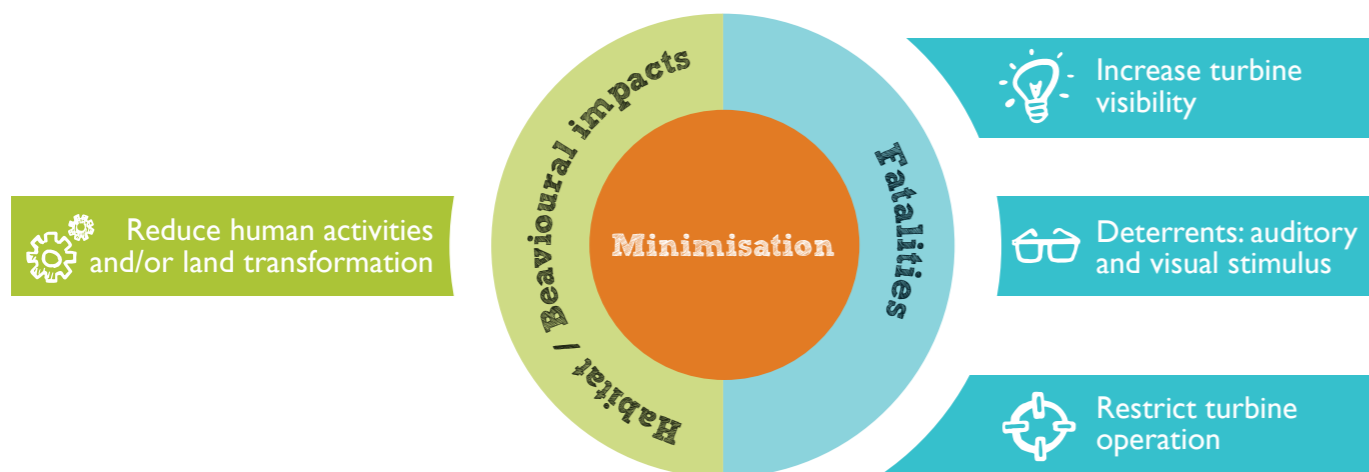 Reduce human activities
and/or land transformation
Habitat / Beavioural impacts
Minimisation
Fatalities
Increase turbine
visibility
Deterrents: auditory
and visual stimulus
Restrict turbine
operation